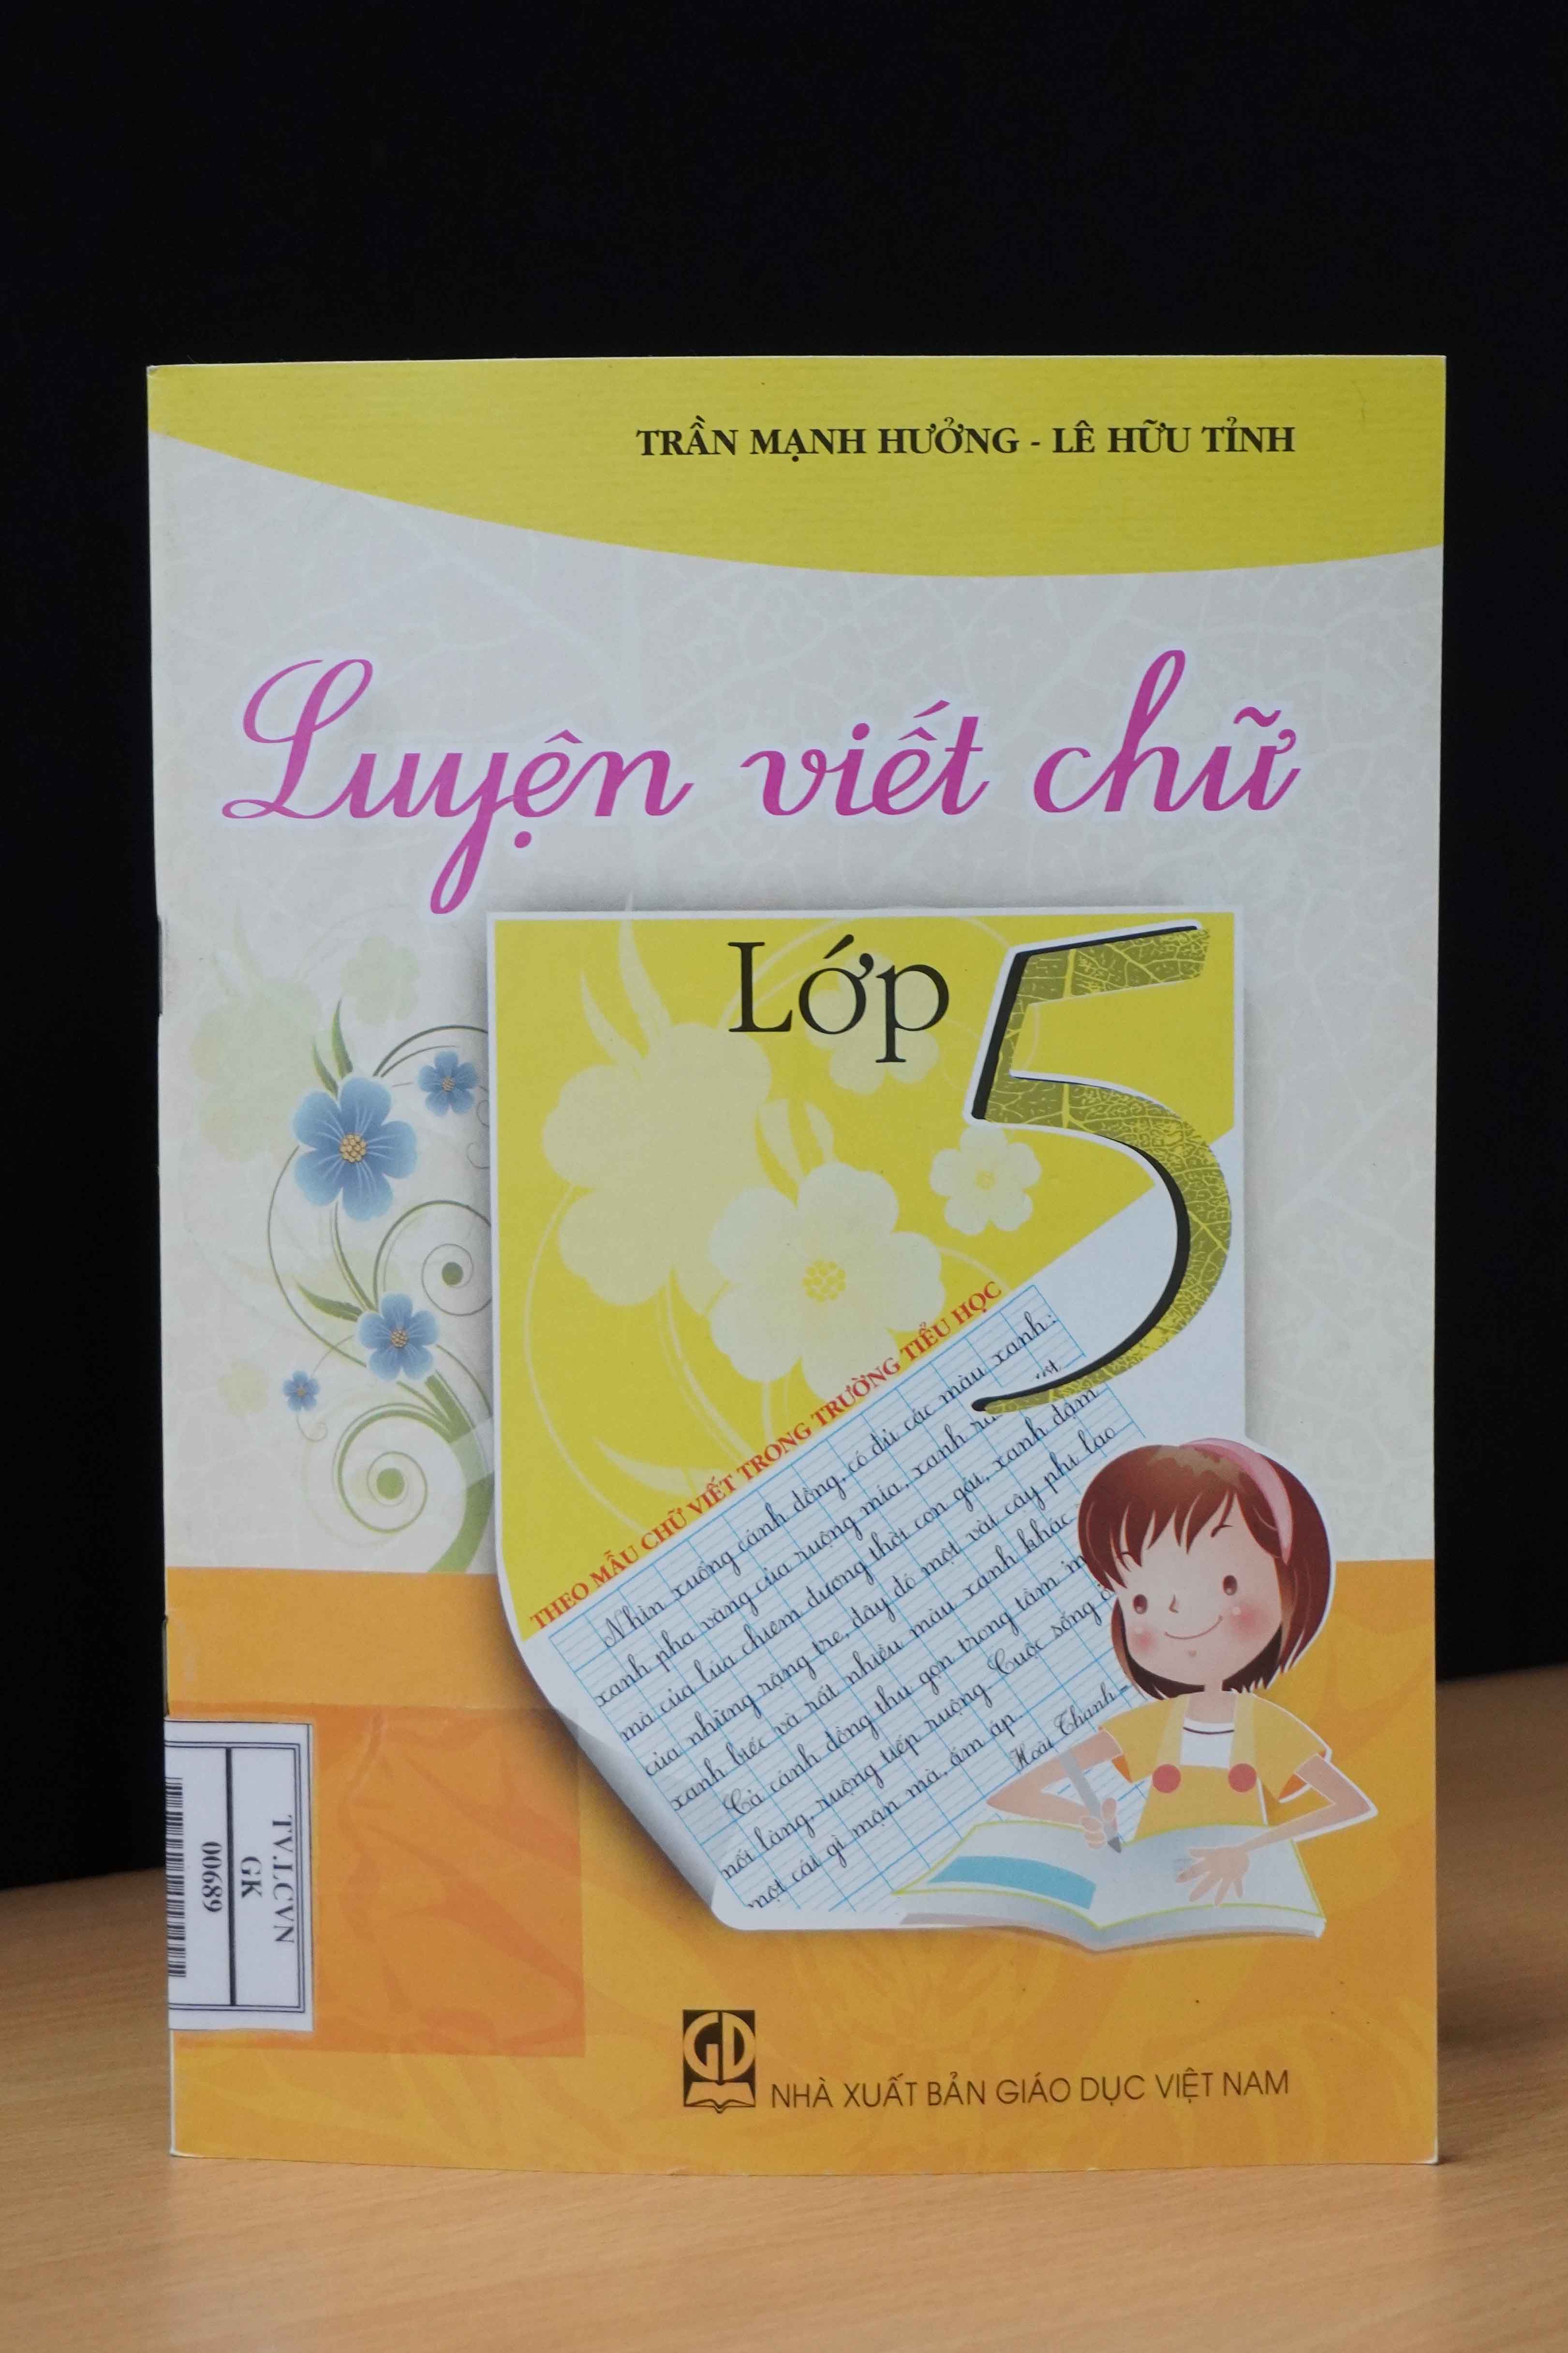 TRẦN MẠNH HƯỞNG - LÊ HỮU TỈNH
Luyện viết chữ
Lớp 5
THEO MẪU CHỮ VIẾT TRONG TRƯỜNG TIỂU HỌC
Nhìn xuống cánh đồng, có đủ các màu xanh:
xanh pha vàng của ruộng mía, xanh rất
mà của lúa chiêm đương thời con gái, xanh đậm
của những rặng tre, đây đó một vài cây phi lao
xanh biếc và rất nhiều màu xanh khác
Cả cánh đồng thu gọn trong tầm
nối làng, ruộng tiếp ruộng. Cuộc sống
một cái gì mặn mà, ấm áp.
Hoài Thanh -
TV.LCVN
GK
00689
GD
NHÀ XUẤT BẢN GIÁO DỤC VIỆT NAM